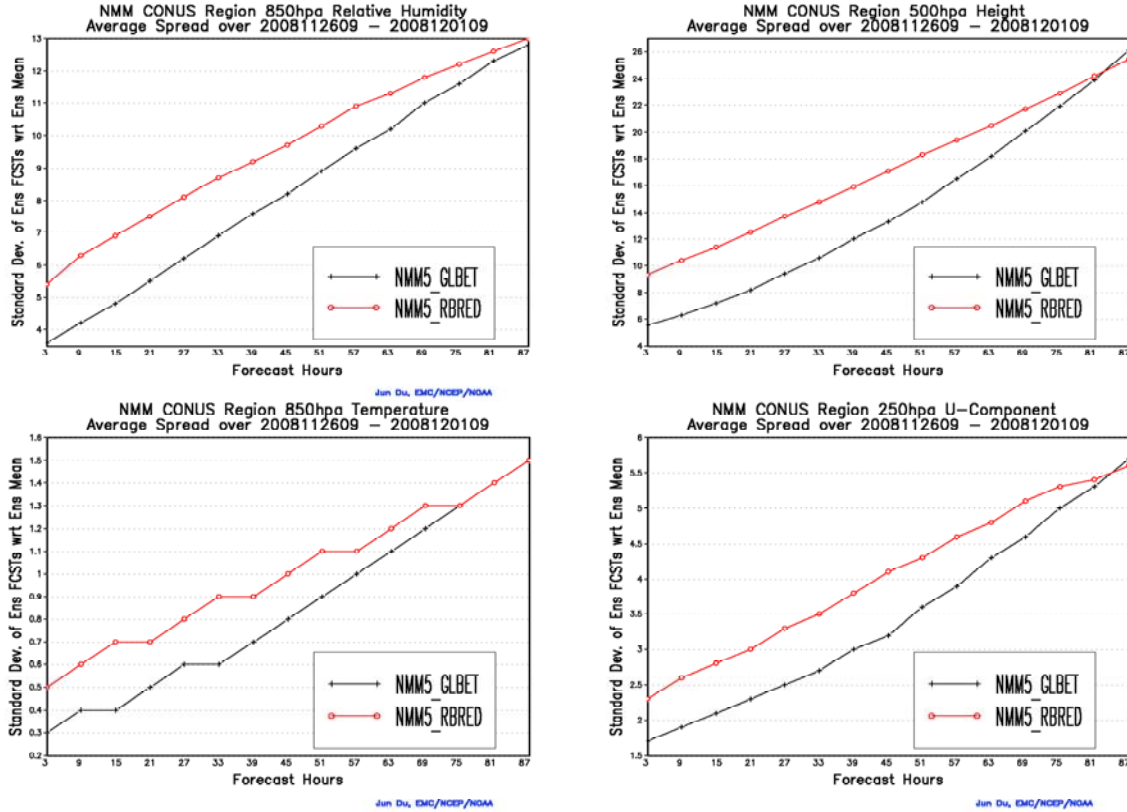 NMM CONUS Region 850hpa Relative Humidity
Average Spread over 2008112609 – 2008120109
Standard Dev. of Ens FCSTs wrt Ens Mean
13
12
11
10
9
8
7
6
5
4
NMM5_GLBET
NMM5_RBRED
3 9 15 21 27 33 39 45 51 57 63 69 75 81 87
Forecast Hours
Jun Du, EMC/NCEP/NOAA
NMM CONUS Region 500hpa Height
Average Spread over 2008112609 – 2008120109
Standard Dev. of Ens FCSTs wrt Ens Mean
26
24
22
20
18
16
14
12
10
8
6
4
NMM5_GLBET
NMM5_RBRED
3 9 15 21 27 33 39 45 51 57 63 69 75 81 87
Forecast Hours
NMM CONUS Region 850hpa Temperature
Average Spread over 2008112609 – 2008120109
Standard Dev. of Ens FCSTs wrt Ens Mean
1.6
1.5
1.4
1.3
1.2
1.1
1
0.9
0.8
0.7
0.6
0.5
0.4
0.3
0.2
NMM5_GLBET
NMM5_RBRED
3 9 15 21 27 33 39 45 51 57 63 69 75 81 87
Forecast Hours
Jun Du, EMC/NCEP/NOAA
NMM CONUS Region 250hpa U–Component
Average Spread over 2008112609 – 2008120109
Standard Dev. of Ens FCSTs wrt Ens Mean
6
5.5
5
4.5
4
3.5
3
2.5
2
1.5
NMM5_GLBET
NMM5_RBRED
3 9 15 21 27 33 39 45 51 57 63 69 75 81 87
Forecast Hours
Jun Du, EMC/NCEP/NOAA